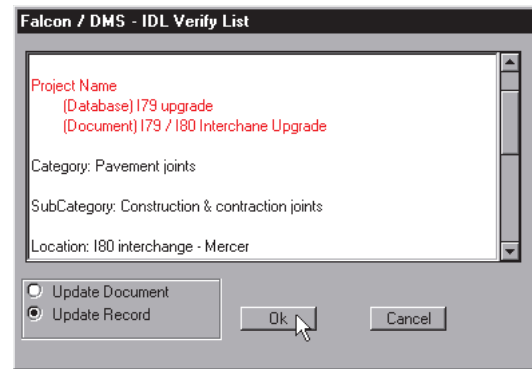 Falcon / DMS - IDL Verify List
Project Name
(Database) I79 upgrade
(Document) I79 / I80 Interchane Upgrade
Category: Pavement joints
SubCategory: Construction & contraction joints
Location: I80 interchange - Mercer
Update Document
Update Record
Ok
Cancel